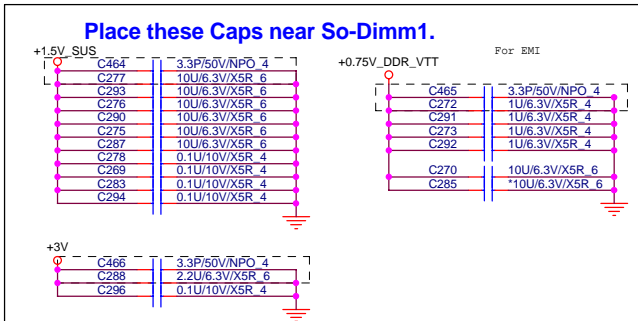 Place these Caps near So-Dimm1.
+1.5V_SUS
C464 3.3P/50V/NPO_4
C277 10U/6.3V/X5R_6
C293 10U/6.3V/X5R_6
C276 10U/6.3V/X5R_6
C290 10U/6.3V/X5R_6
C275 10U/6.3V/X5R_6
C287 10U/6.3V/X5R_6
C278 0.1U/10V/X5R_4
C269 0.1U/10V/X5R_4
C283 0.1U/10V/X5R_4
C294 0.1U/10V/X5R_4
For EMI
+0.75V_DDR_VTT
C465 3.3P/50V/NPO_4
C272 1U/6.3V/X5R_4
C291 1U/6.3V/X5R_4
C273 1U/6.3V/X5R_4
C292 1U/6.3V/X5R_4
C270 10U/6.3V/X5R_6
C285 *10U/6.3V/X5R_6
+3V
C466 3.3P/50V/NPO_4
C288 2.2U/6.3V/X5R_6
C296 0.1U/10V/X5R_4